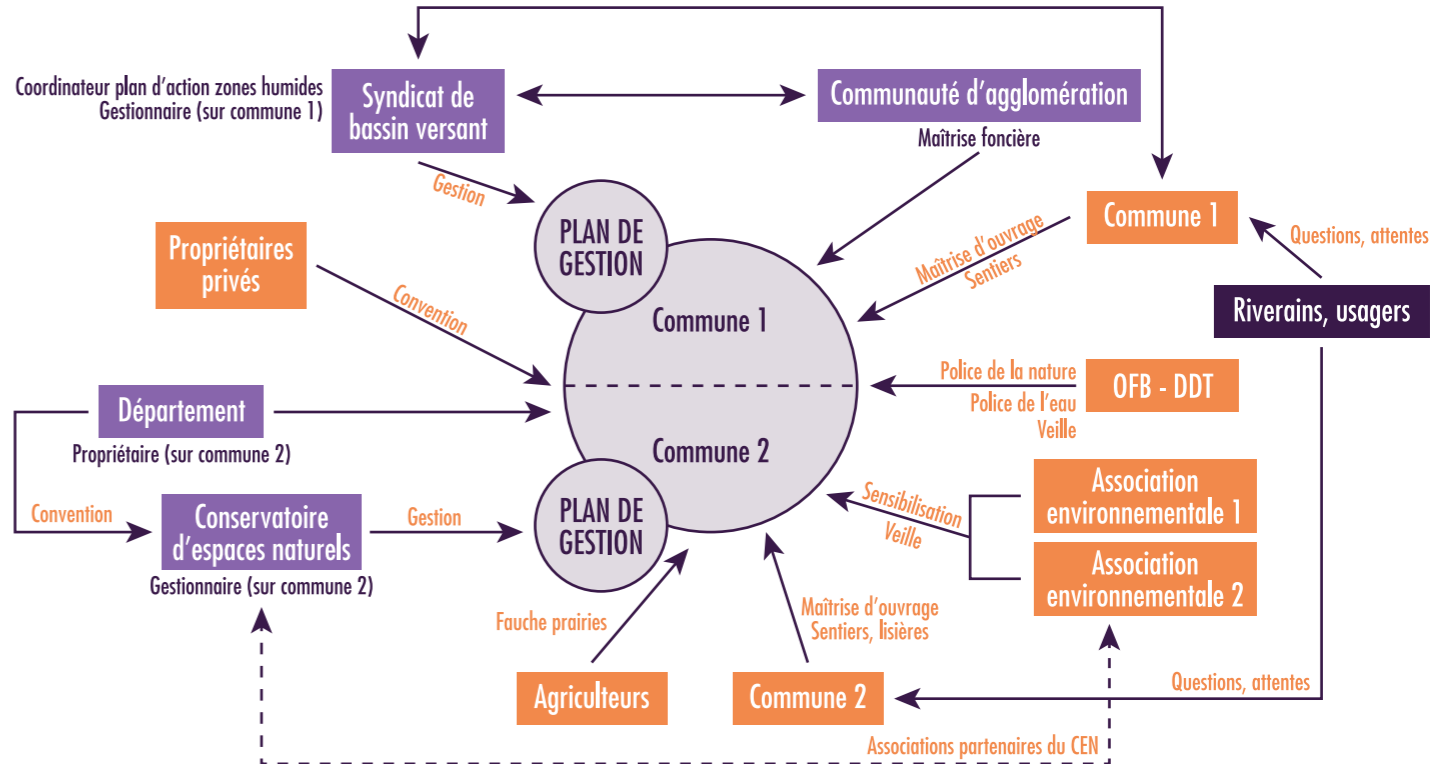 Coordinateur plan d'action zones humides
Gestionnaire (sur commune 1)
Syndicat de
bassin versant
Communauté d'agglomération
Maîtrise foncière
Gestion
PLAN DE
GESTION
Commune 1
Questions, attentes
Propriétaires
privés
Maîtrise d'ouvrage
Sentiers
Convention
Commune 1
Riverains, usagers
Police de la nature
OFB - DDT
Police de l'eau
Veille
Département
Propriétaire (sur commune 2)
Commune 2
Convention
Conservatoire
d'espaces naturels
Gestionnaire (sur commune 2)
Gestion
PLAN DE
GESTION
Sensibilisation
Veille
Association
environnementale 1
Association
environnementale 2
Fauche prairies
Maîtrise d'ouvrage
Sentiers, lisières
Agriculteurs
Commune 2
Questions, attentes
Associations partenaires du CEN